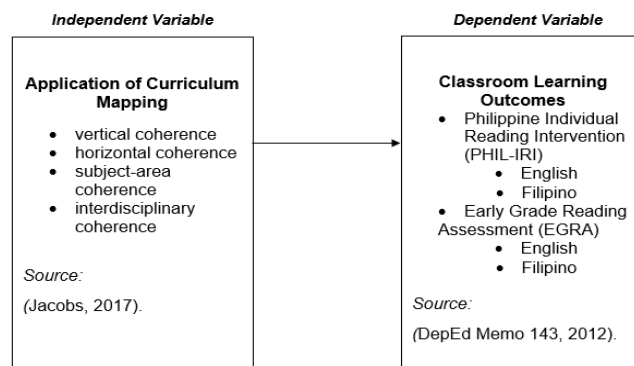 Independent Variable
Application of Curriculum
Mapping
• vertical coherence
• horizontal coherence
• subject-area
coherence
• interdisciplinary
coherence
Source:
(Jacobs, 2017).
Dependent Variable
Classroom Learning
Outcomes
• Philippine Individual
Reading Intervention
(PHIL-IRI)
• English
• Filipino
• Early Grade Reading
Assessment (EGRA)
• English
• Filipino
Source:
(DepEd Memo 143, 2012).